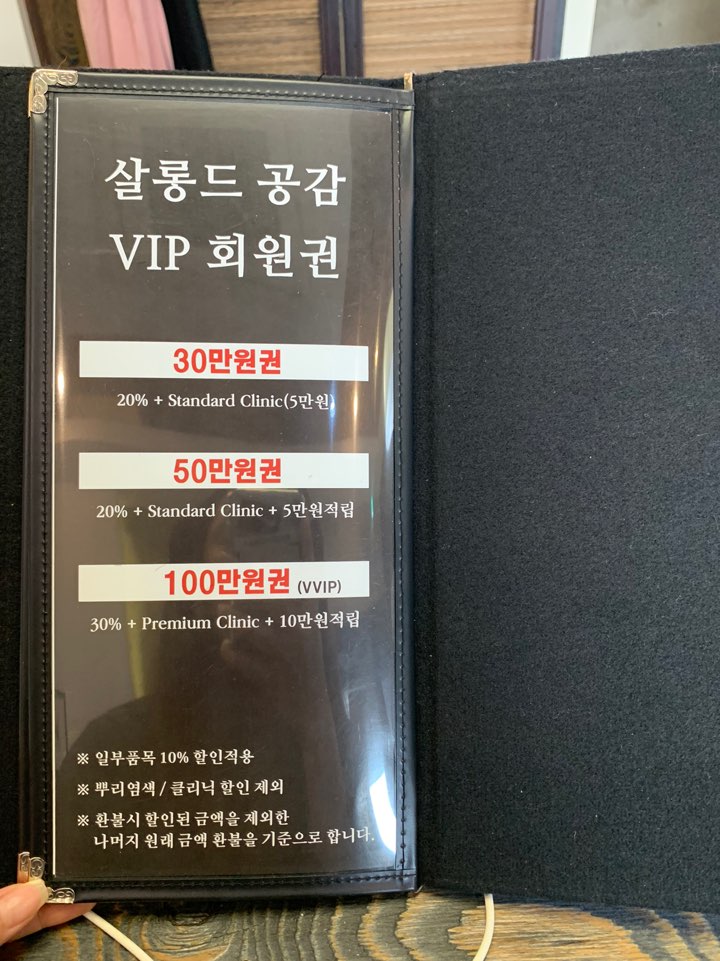 살롱드 공감
VIP 회원권
30만원권
20% + Standard Clinic(5만원)
50만원권
20% + Standard Clinic + 5만원적립
100만원권 (VVIP)
30% + Premium Clinic + 10만원적립
※ 일부품목 10% 할인적용
※ 뿌리염색 / 클리닉 할인 제외
※ 환불시 할인된 금액을 제외한
나머지 원래 금액 환불을 기준으로 합니다.